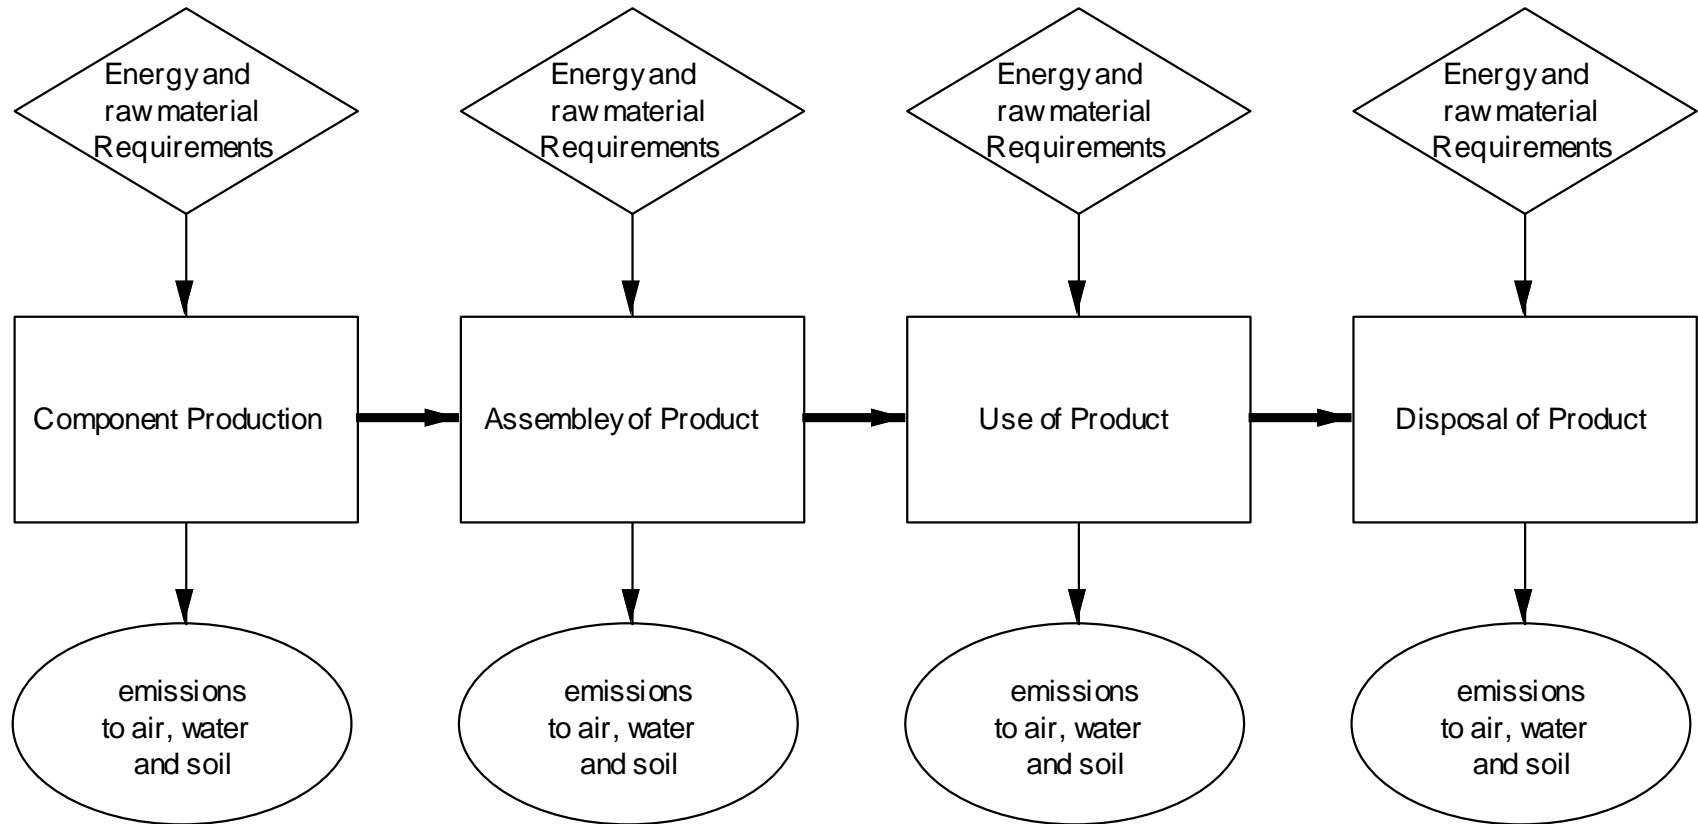 Energy and
raw material
Requirements
Energy and
raw material
Requirements
Energy and
raw material
Requirements
Energy and
raw material
Requirements
Component Production
Assembley of Product
Use of Product
Disposal of Product
emissions
to air, water
and soil
emissions
to air, water
and soil
emissions
to air, water
and soil
emissions
to air, water
and soil